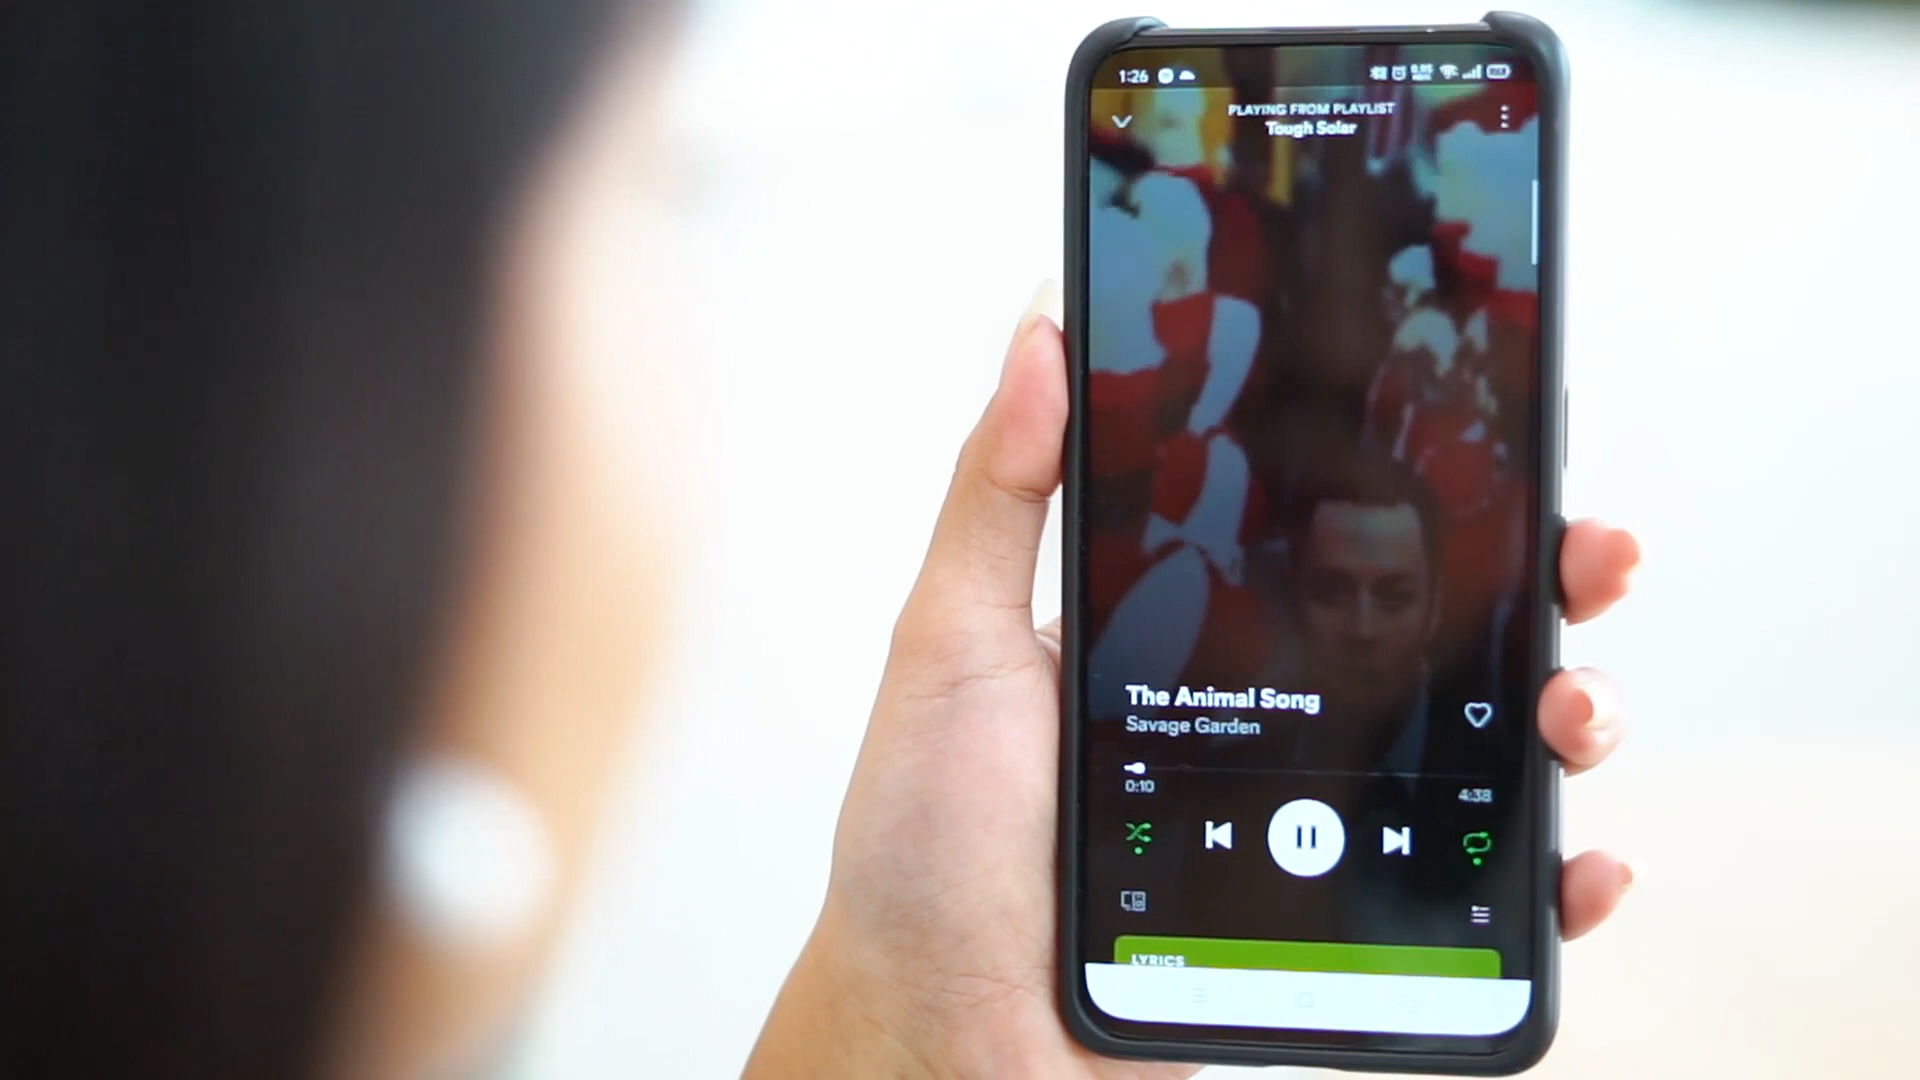 1:26
PLAYING FROM PLAYLIST
Tough Solar
The Animal Song
Savage Garden
0:10
4:38
LYRICS